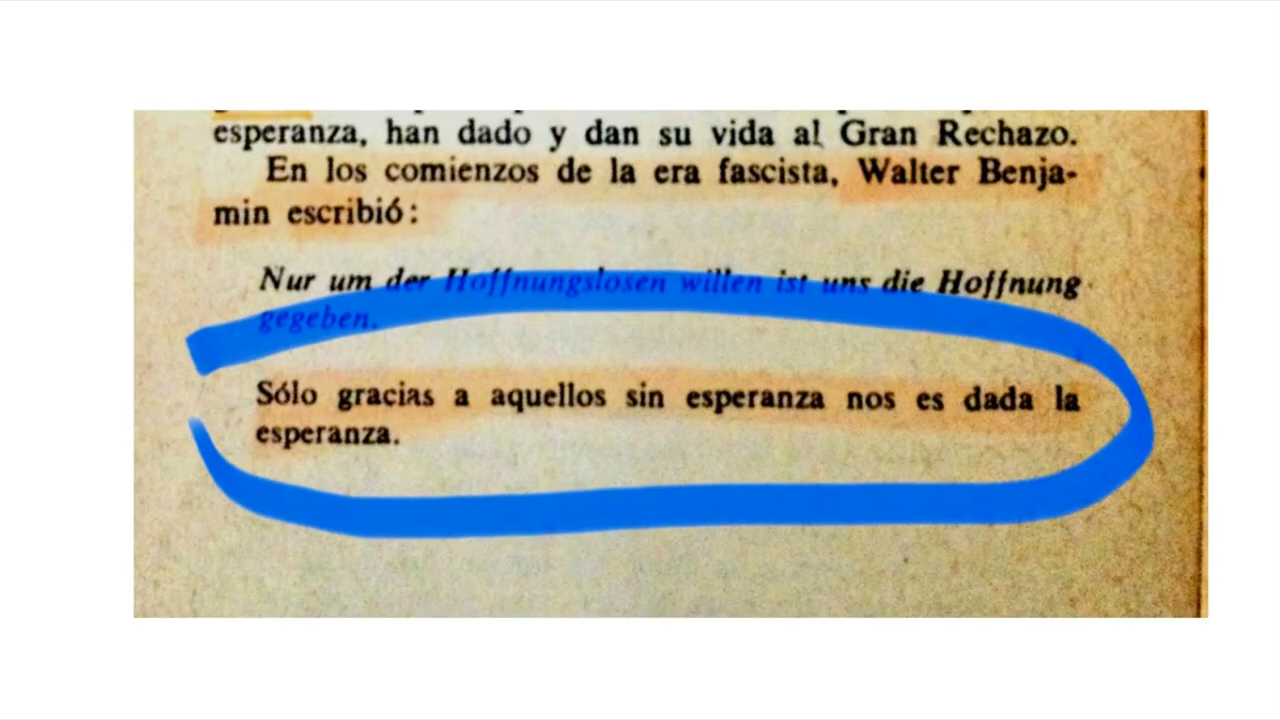 esperanza, han dado y dan su vida al Gran Rechazo.
En los comienzos de la era fascista, Walter Benja-
min escribió:
Nur um der Hoffnungslosen willen ist uns die Hoffnung
gegeben.
Sólo gracias a aquellos sin esperanza nos es dada la
esperanza.